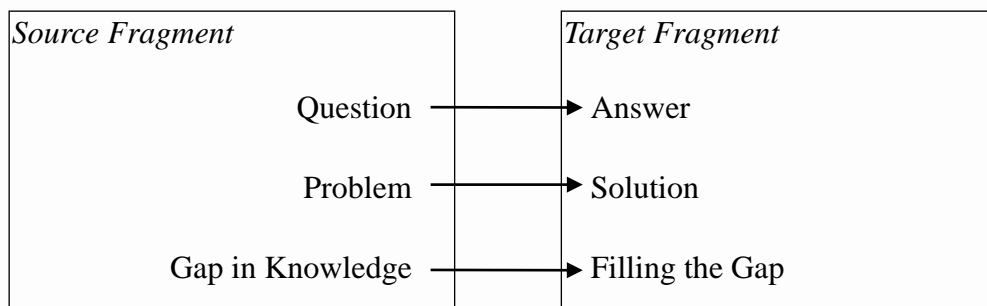 Source Fragment
Target Fragment
Question
Answer
Problem
Solution
Gap in Knowledge
Filling the Gap